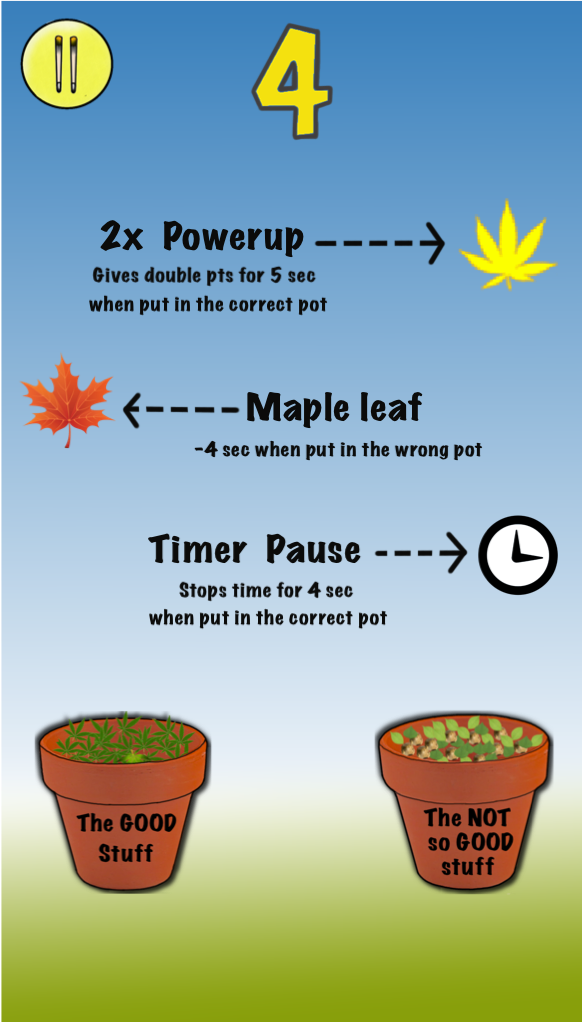 4
2x Powerup
Gives double pts for 5 sec
when put in the correct pot
Maple leaf
-4 sec when put in the wrong pot
Timer Pause
Stops time for 4 sec
when put in the correct pot
The GOOD
Stuff
The NOT
so GOOD
stuff